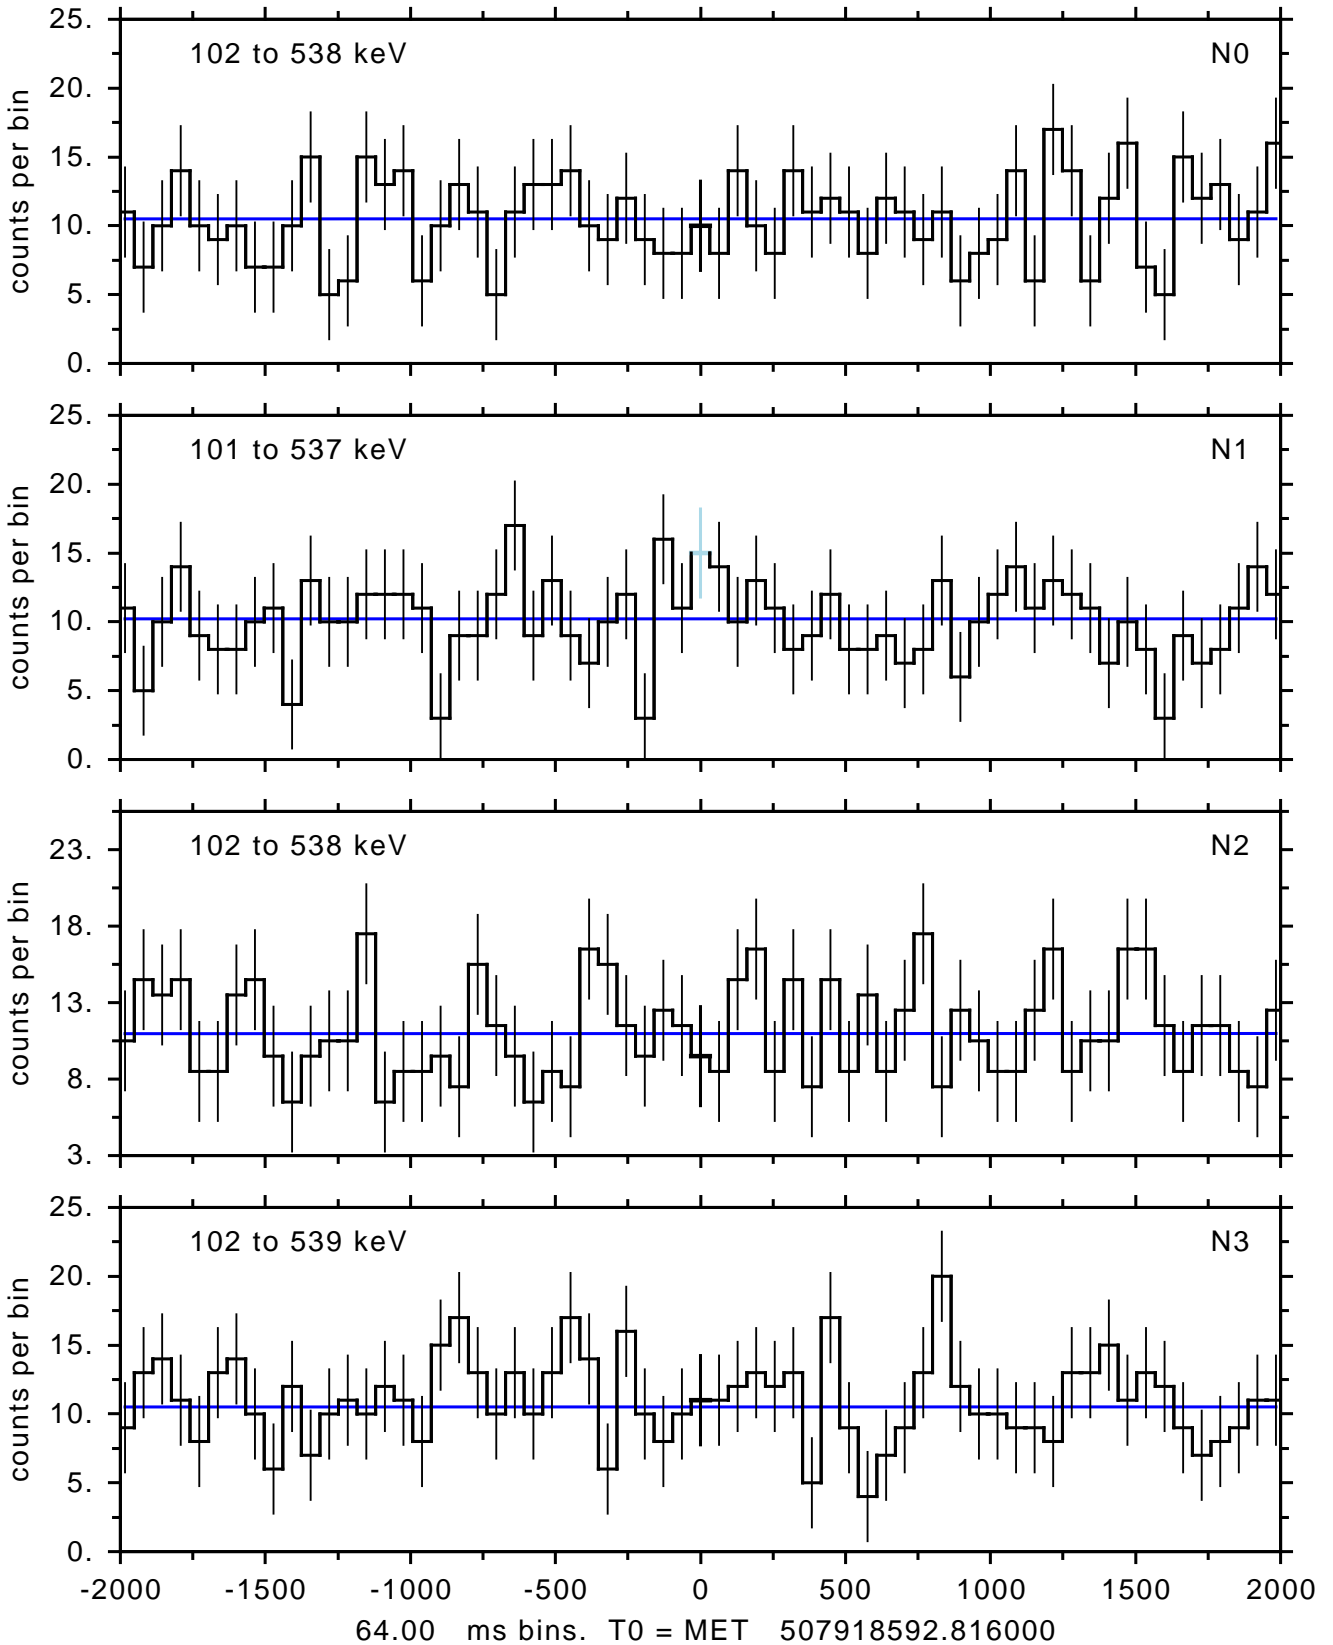 25.
20.
15.
10.
5.
0.
counts per bin
102 to 538 keV
N0
25.
20.
15.
10.
5.
0.
counts per bin
101 to 537 keV
N1
23.
18.
13.
8.
3.
counts per bin
102 to 538 keV
N2
25.
20.
15.
10.
5.
0.
counts per bin
102 to 539 keV
N3
-2000 -1500 -1000 -500 0 500 1000 1500 2000
64.00 ms bins. T0 = MET 507918592.816000